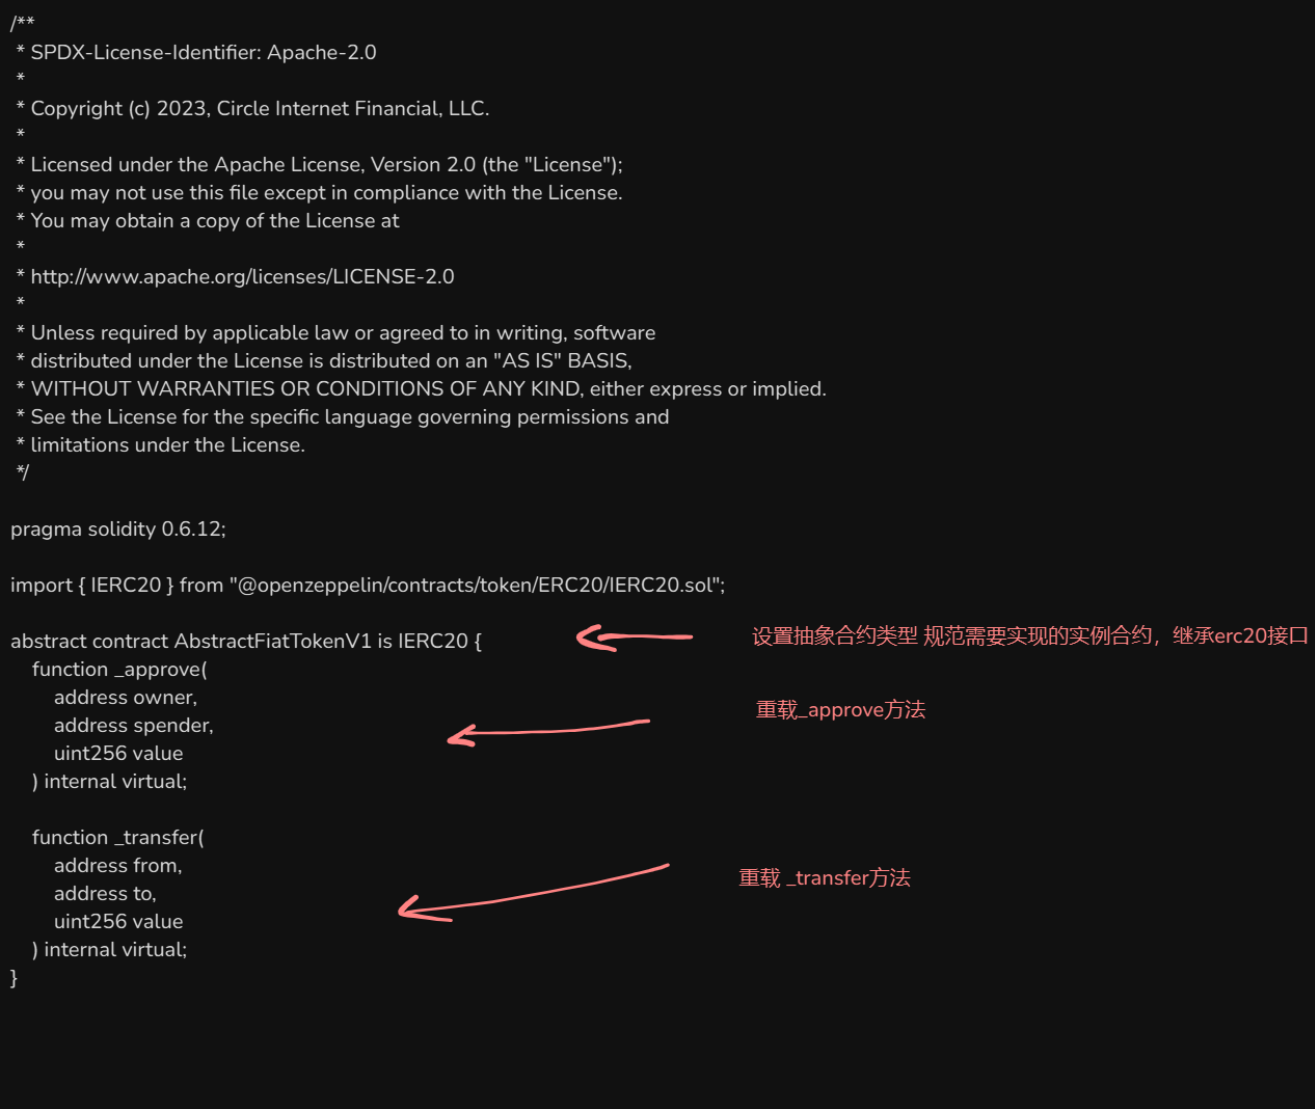 /**
 * SPDX-License-Identifier: Apache-2.0
 *
 * Copyright (c) 2023, Circle Internet Financial, LLC.
 *
 * Licensed under the Apache License, Version 2.0 (the "License");
 * you may not use this file except in compliance with the License.
 * You may obtain a copy of the License at
 *
 * http://www.apache.org/licenses/LICENSE-2.0
 *
 * Unless required by applicable law or agreed to in writing, software
 * distributed under the License is distributed on an "AS IS" BASIS,
 * WITHOUT WARRANTIES OR CONDITIONS OF ANY KIND, either express or implied.
 * See the License for the specific language governing permissions and
 * limitations under the License.
 */
pragma solidity 0.6.12;
import { IERC20 } from "@openzeppelin/contracts/token/ERC20/IERC20.sol";
abstract contract AbstractFiatTokenV1 is IERC20 {
设置抽象合约类型 规范需要实现的实例合约，继承erc20接口
function _approve(
address owner,
重载_approve方法
address spender,
uint256 value
) internal virtual;
function _transfer(
address from,
重载 _transfer方法
address to,
uint256 value
) internal virtual;
}